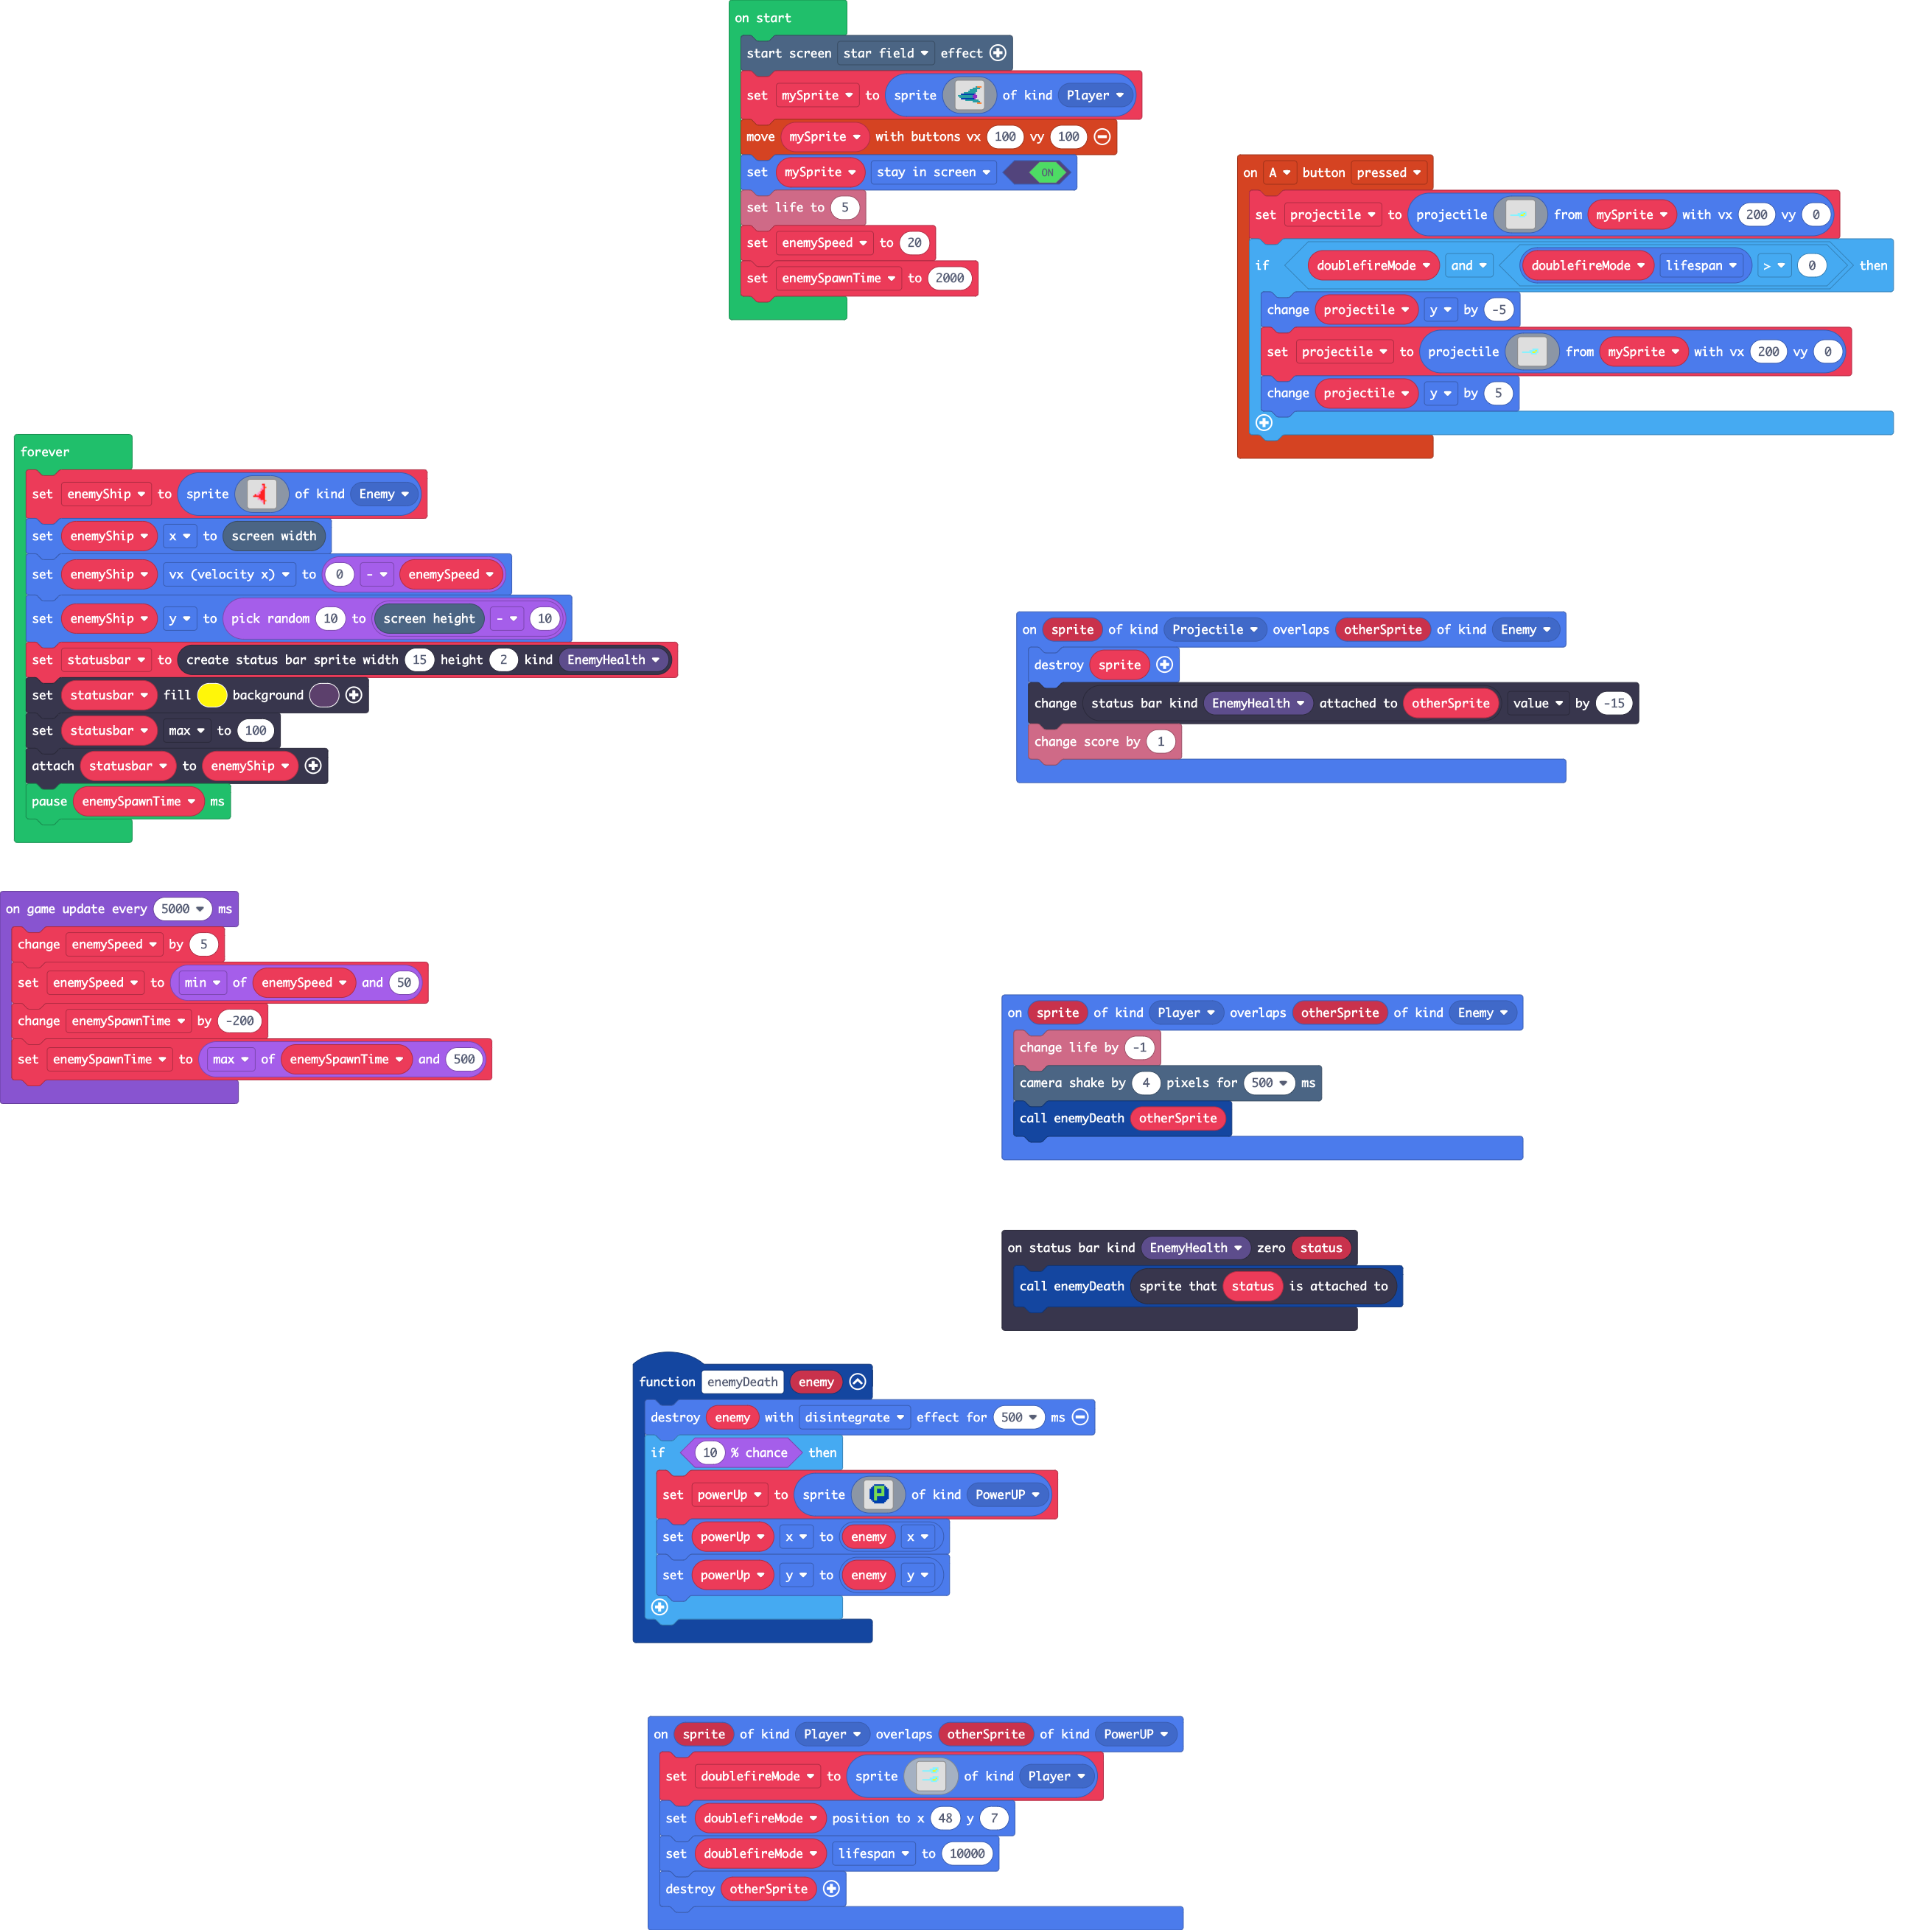 on start
start screen star field effect
set mySprite to sprite of kind Player
move mySprite with buttons vx 100 vy 100
set mySprite stay in screen ON
set life to 5
set enemySpeed to 20
set enemySpawnTime to 2000
on A button pressed
set projectile to projectile from mySprite with vx 200 vy 0
if doublefireMode and doublefireMode lifespan > 0 then
change projectile y by -5
set projectile to projectile from mySprite with vx 200 vy 0
change projectile y by 5
forever
set enemyShip to sprite of kind Enemy
set enemyShip x to screen width
set enemyShip vx (velocity x) to 0 - enemySpeed
set enemyShip y to pick random 10 to screen height - 10
set statusbar to create status bar sprite width 15 height 2 kind EnemyHealth
set statusbar fill background
set statusbar max to 100
attach statusbar to enemyShip
pause enemySpawnTime ms
on sprite of kind Projectile overlaps otherSprite of kind Enemy
destroy sprite
change status bar kind EnemyHealth attached to otherSprite value by -15
change score by 1
on game update every 5000 ms
change enemySpeed by 5
set enemySpeed to min of enemySpeed and 50
change enemySpawnTime by -200
set enemySpawnTime to max of enemySpawnTime and 500
on sprite of kind Player overlaps otherSprite of kind Enemy
change life by -1
camera shake by 4 pixels for 500 ms
call enemyDeath otherSprite
on status bar kind EnemyHealth zero status
call enemyDeath sprite that status is attached to
function enemyDeath enemy
destroy enemy with disintegrate effect for 500 ms
if 10 % chance then
set powerUp to sprite P of kind PowerUP
set powerUp x to enemy x
set powerUp y to enemy y
on sprite of kind Player overlaps otherSprite of kind PowerUP
set doublefireMode to sprite of kind Player
set doublefireMode position to x 48 y 7
set doublefireMode lifespan to 10000
destroy otherSprite